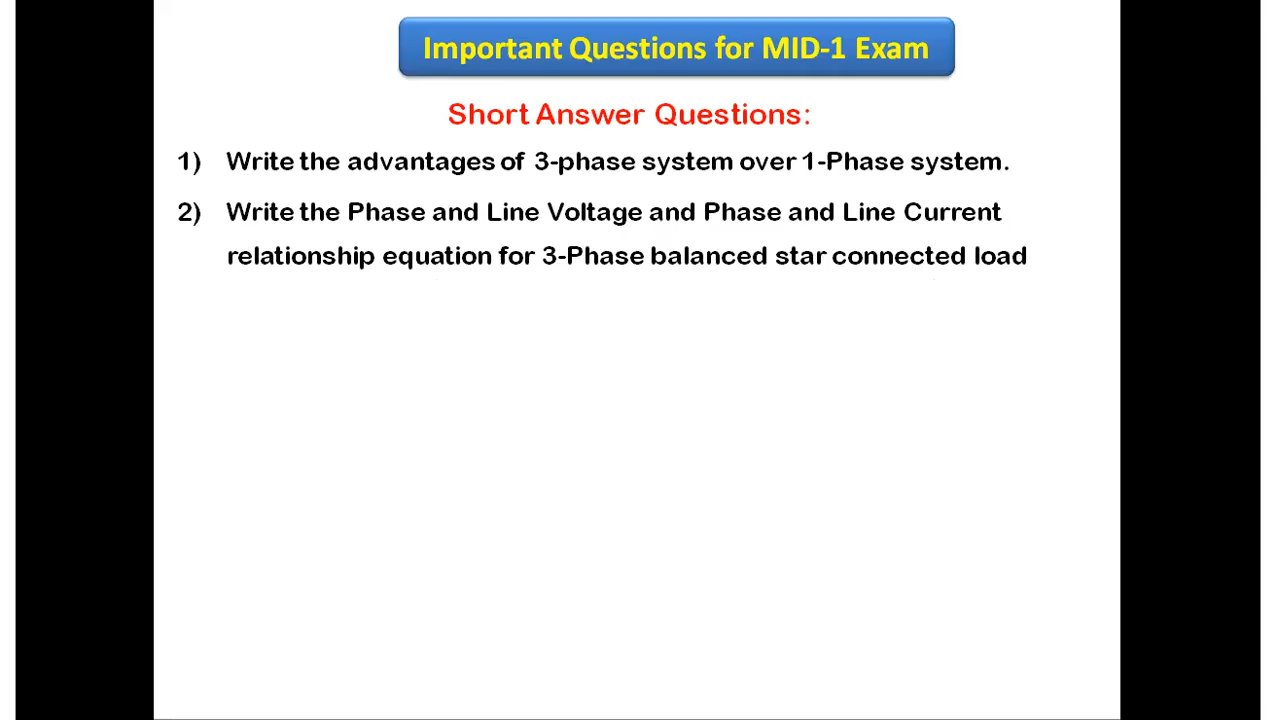 Important Questions for MID-1 Exam
Short Answer Questions:
1) Write the advantages of 3-phase system over 1-Phase system.
2) Write the Phase and Line Voltage and Phase and Line Current
relationship equation for 3-Phase balanced star connected load